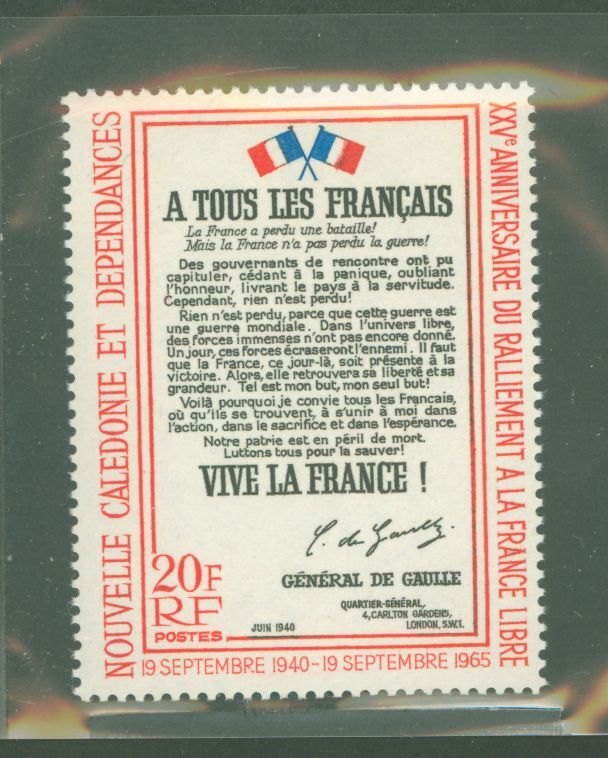 NOUVELLE CALEDONIE ET DEPENDANCES
XXVe ANNIVERSAIRE DU RALLIEMENT A LA FRANCE LIBRE
A TOUS LES FRANÇAIS
La France a perdu une bataille!
Mais la France n'a pas perdu la guerre!
Des gouvernants de rencontre ont pu
capituler, cédant à la panique, oubliant
l'honneur, livrant le pays à la servitude.
Cependant, rien n'est perdu!
Rien n'est perdu, parce que cette guerre est
une guerre mondiale. Dans l'univers libre,
des forces immenses n'ont pas encore donné.
Un jour, ces forces écraseront l'ennemi. Il faut
que la France, ce jour-là, soit présente à la
victoire. Alors, elle retrouvera sa liberté et sa
grandeur. Tel est mon but, mon seul but!
Voilà pourquoi je convie tous les Français,
où qu'ils se trouvent, à s'unir à moi dans
l'action, dans le sacrifice et dans l'espérance.
Notre patrie est en péril de mort.
Luttons tous pour la sauver!
VIVE LA FRANCE !
C. de Gaulle.
GÉNÉRAL DE GAULLE
QUARTIER-GÉNÉRAL,
4, CARLTON GARDENS,
LONDON, S.W.1.
20F
RF
POSTES
JUIN 1940
19 SEPTEMBRE 1940-19 SEPTEMBRE 1965